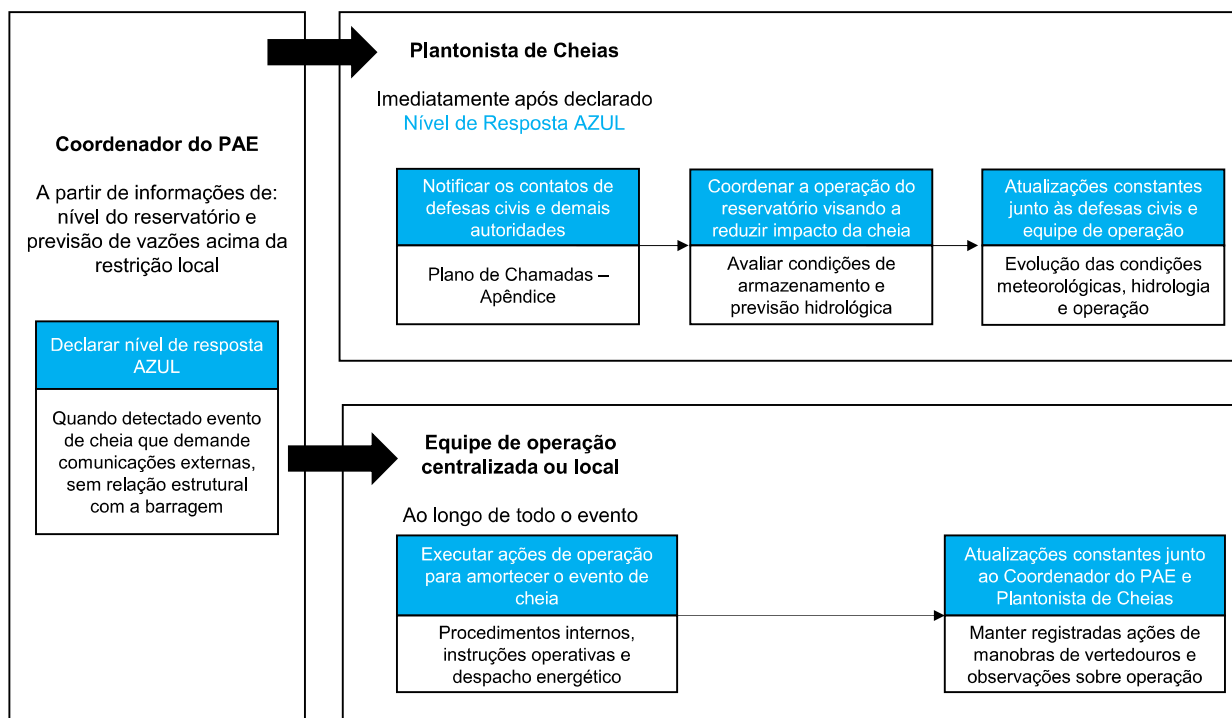 Coordenador do PAE
A partir de informações de:
nível do reservatório e
previsão de vazões acima da
restrição local
Declarar nível de resposta
AZUL
Quando detectado evento
de cheia que demande
comunicações externas,
sem relação estrutural
com a barragem
Plantonista de Cheias
Imediatamente após declarado
Nível de Resposta AZUL
Notificar os contatos de
defesas civis e demais
autoridades
Plano de Chamadas –
Apêndice
Coordenar a operação do
reservatório visando a
reduzir impacto da cheia
Avaliar condições de
armazenamento e
previsão hidrológica
Atualizações constantes
junto às defesas civis e
equipe de operação
Evolução das condições
meteorológicas, hidrologia
e operação
Equipe de operação
centralizada ou local
Ao longo de todo o evento
Executar ações de operação
para amortecer o evento de
cheia
Procedimentos internos,
instruções operativas e
despacho energético
Atualizações constantes junto
ao Coordenador do PAE e
Plantonista de Cheias
Manter registradas ações de
manobras de vertedouros e
observações sobre operação